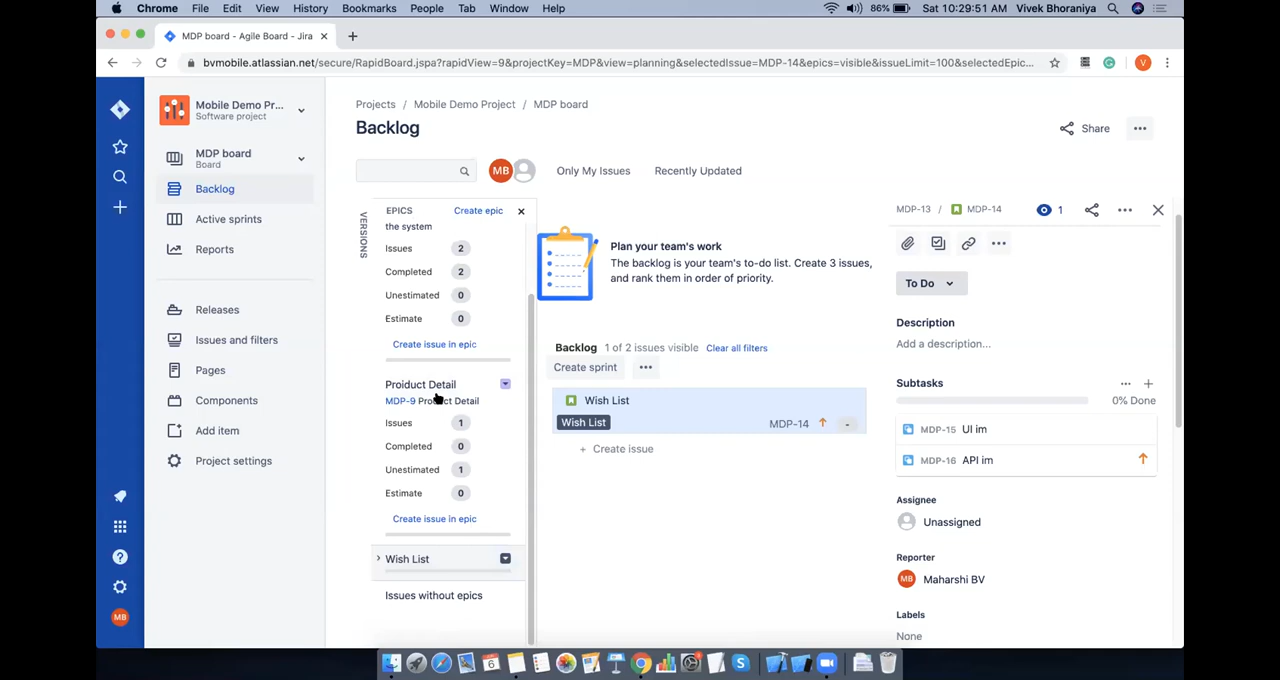 Chrome File Edit View History Bookmarks People Tab Window Help 86% Sat 10:29:51 AM Vivek Bhoraniya
MDP board - Agile Board - Jira
bvmobile.atlassian.net/secure/RapidBoard.jspa?rapidView=9&projectKey=MDP&view=planning&selectedIssue=MDP-14&epics=visible&issueLimit=100&selectedEpic...
V
Mobile Demo Pr...
Software project
MDP board
Board
Backlog
Active sprints
Reports
Releases
Issues and filters
Pages
Components
Add item
Project settings
MB
Projects / Mobile Demo Project / MDP board
Backlog
Share
MB
Only My Issues
Recently Updated
VERSIONS
EPICS
Create epic
the system
Issues 2
Completed 2
Unestimated 0
Estimate 0
Create issue in epic
Proiduct Detail
MDP-9 Product Detail
Issues 1
Completed 0
Unestimated 1
Estimate 0
Create issue in epic
Wish List
Issues without epics
Plan your team's work
The backlog is your team's to-do list. Create 3 issues,
and rank them in order of priority.
Backlog 1 of 2 issues visible Clear all filters
Create sprint
Wish List
Wish List MDP-14 -
+ Create issue
MDP-13 / MDP-14 1
To Do
Description
Add a description...
Subtasks
0% Done
MDP-15 UI im
MDP-16 API im
Assignee
Unassigned
Reporter
MB Maharshi BV
Labels
None
6